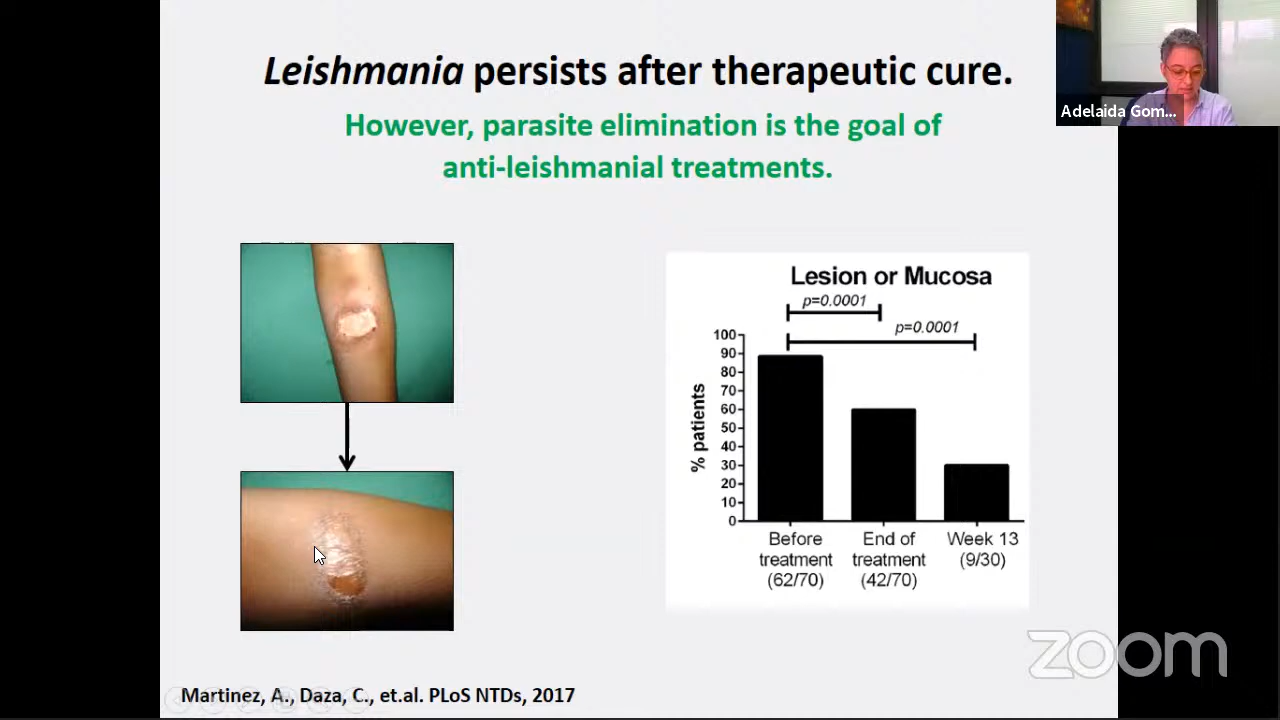 Leishmania persists after therapeutic cure.
However, parasite elimination is the goal of
anti-leishmanial treatments.
Adelaida Gom...
Lesion or Mucosa
p=0.0001
p=0.0001
% patients
100
90
80
70
60
50
40
30
20
10
0
Before
treatment
(62/70)
End of
treatment
(42/70)
Week 13
(9/30)
zoom
Martinez, A., Daza, C., et.al. PLoS NTDs, 2017